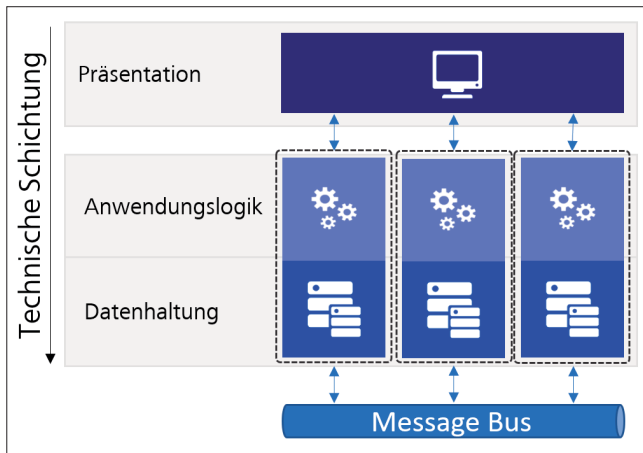 Technische Schichtung
Präsentation
Anwendungslogik
Datenhaltung
Message Bus